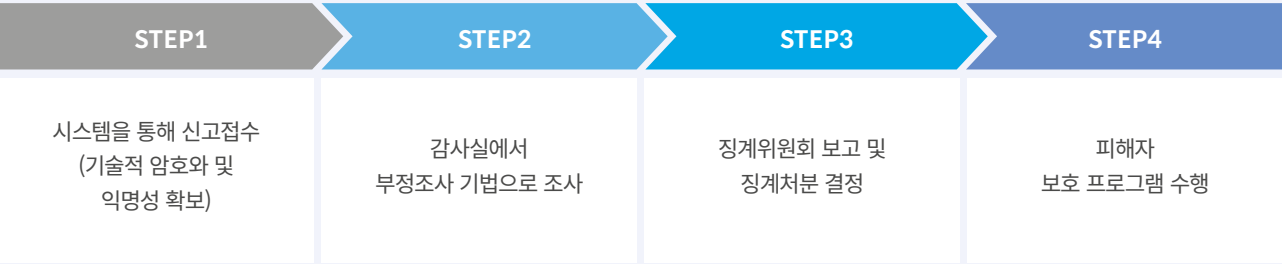 STEP1
STEP2
STEP3
STEP4
시스템을 통해 신고접수
(기술적 암호와 및
익명성 확보)
감사실에서
부정조사 기법으로 조사
징계위원회 보고 및
징계처분 결정
피해자
보호 프로그램 수행